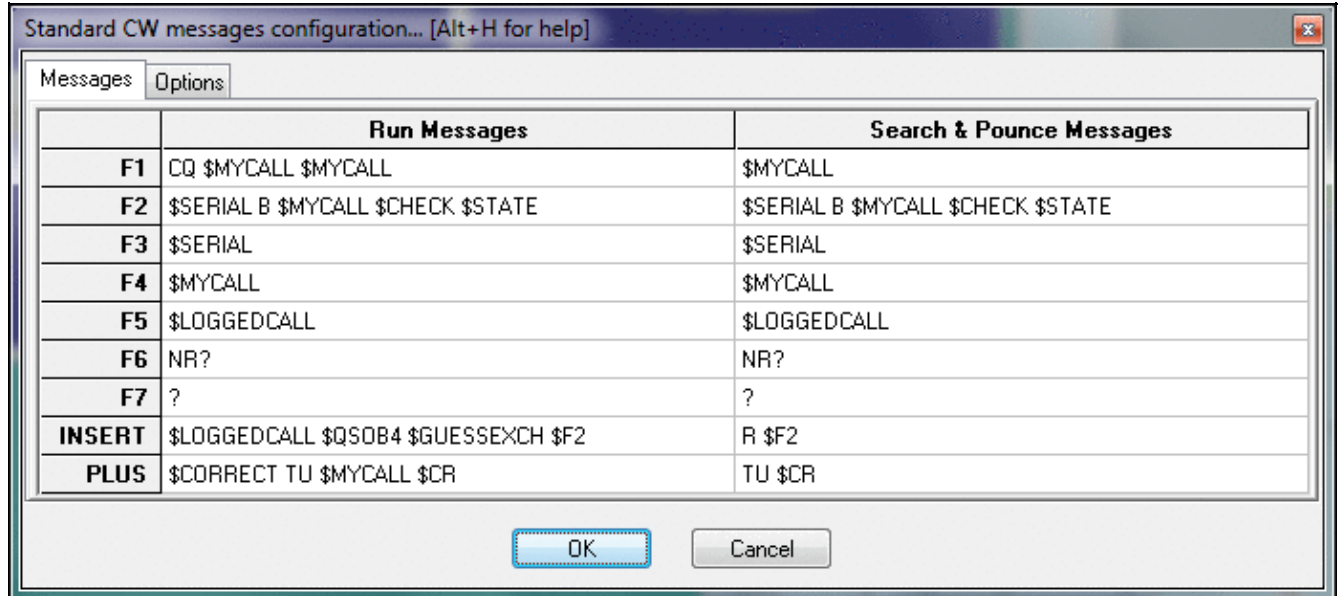 Standard CW messages configuration... [Alt+H for help]
Messages Options
Run Messages Search & Pounce Messages
F1 CQ $MYCALL $MYCALL $MYCALL
F2 $SERIAL B $MYCALL $CHECK $STATE $SERIAL B $MYCALL $CHECK $STATE
F3 $SERIAL $SERIAL
F4 $MYCALL $MYCALL
F5 $LOGGEDCALL $LOGGEDCALL
F6 NR? NR?
F7 ? ?
INSERT $LOGGEDCALL $QSOB4 $GUESSEXCH $F2 R $F2
PLUS $CORRECT TU $MYCALL $CR TU $CR
OK Cancel